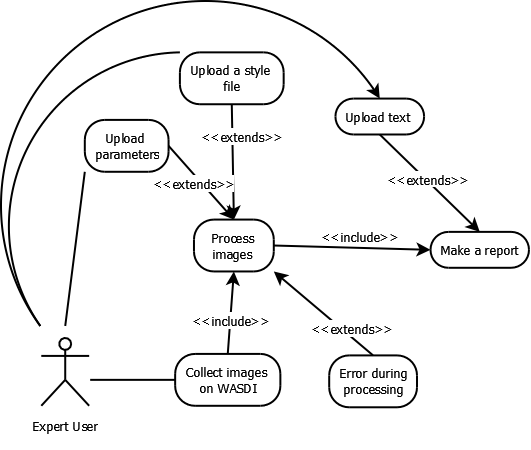 Upload a style
file
Upload text
<<extends>>
Upload
parameters
<<extends>>
<<extends>>
Process
images
<<include>>
Make a report
<<include>>
<<extends>>
Collect images
on WASDI
Error during
processing
Expert User